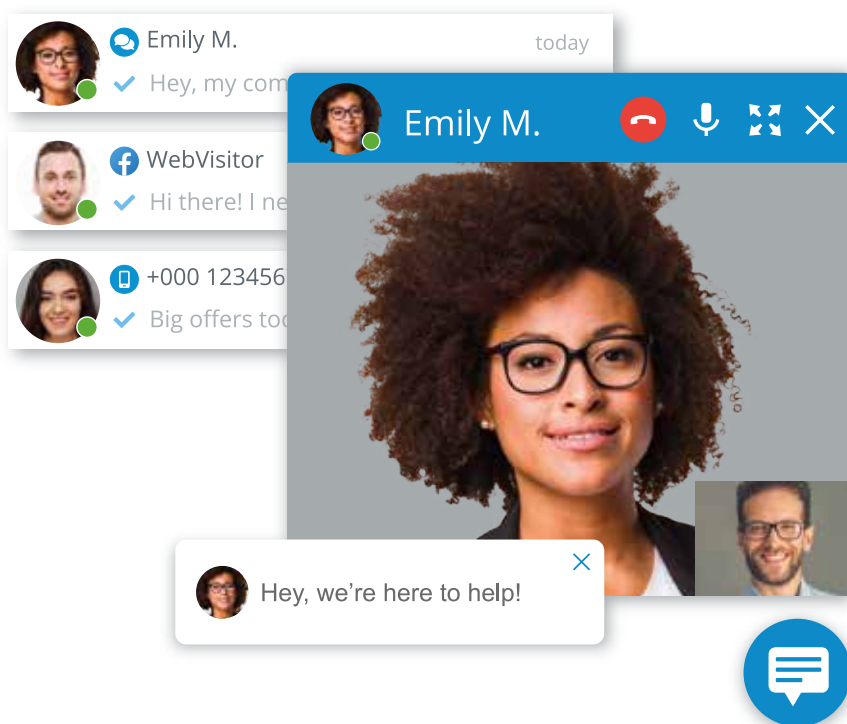 Emily M.
today
Hey, my com
WebVisitor
Hi there! I ne
+000 123456
Big offers too
Emily M.
Hey, we're here to help!